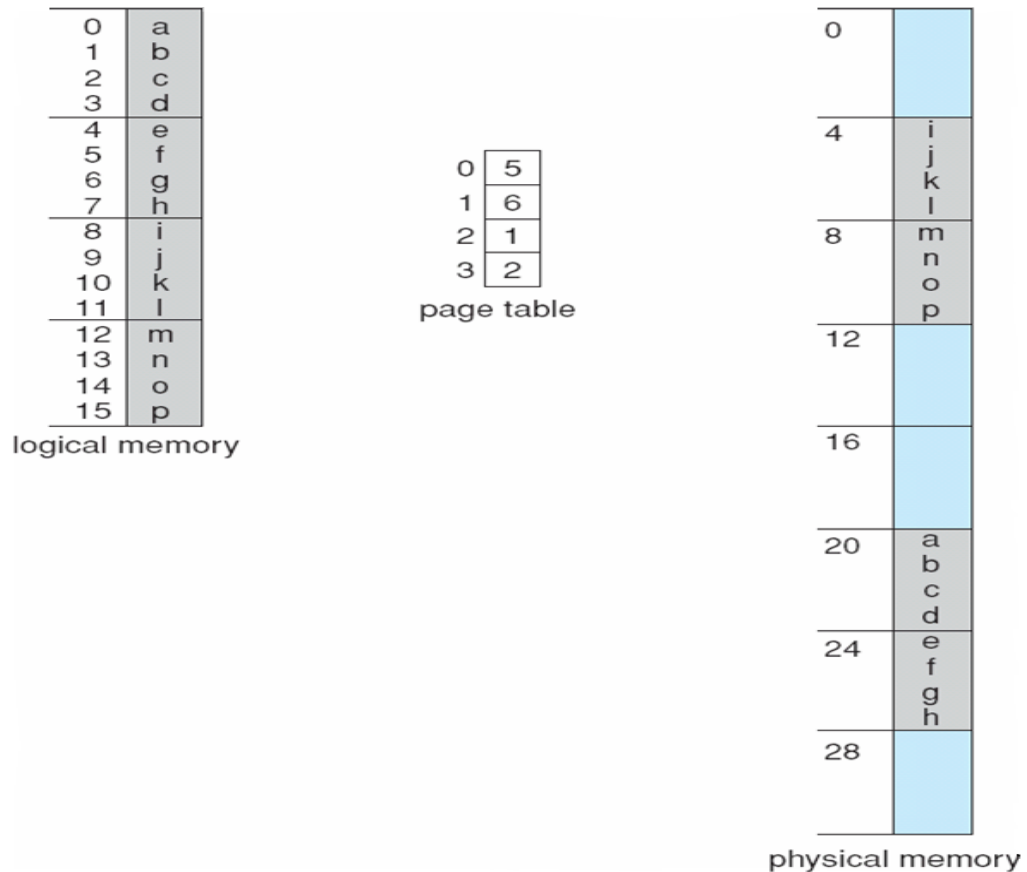 0 a
1 b
2 c
3 d
4 e
5 f
6 g
7 h
8 i
9 j
10 k
11 l
12 m
13 n
14 o
15 p
logical memory
0 5
1 6
2 1
3 2
page table
0
4 i
j
k
l
8 m
n
o
p
12
16
20 a
b
c
d
24 e
f
g
h
28
physical memory